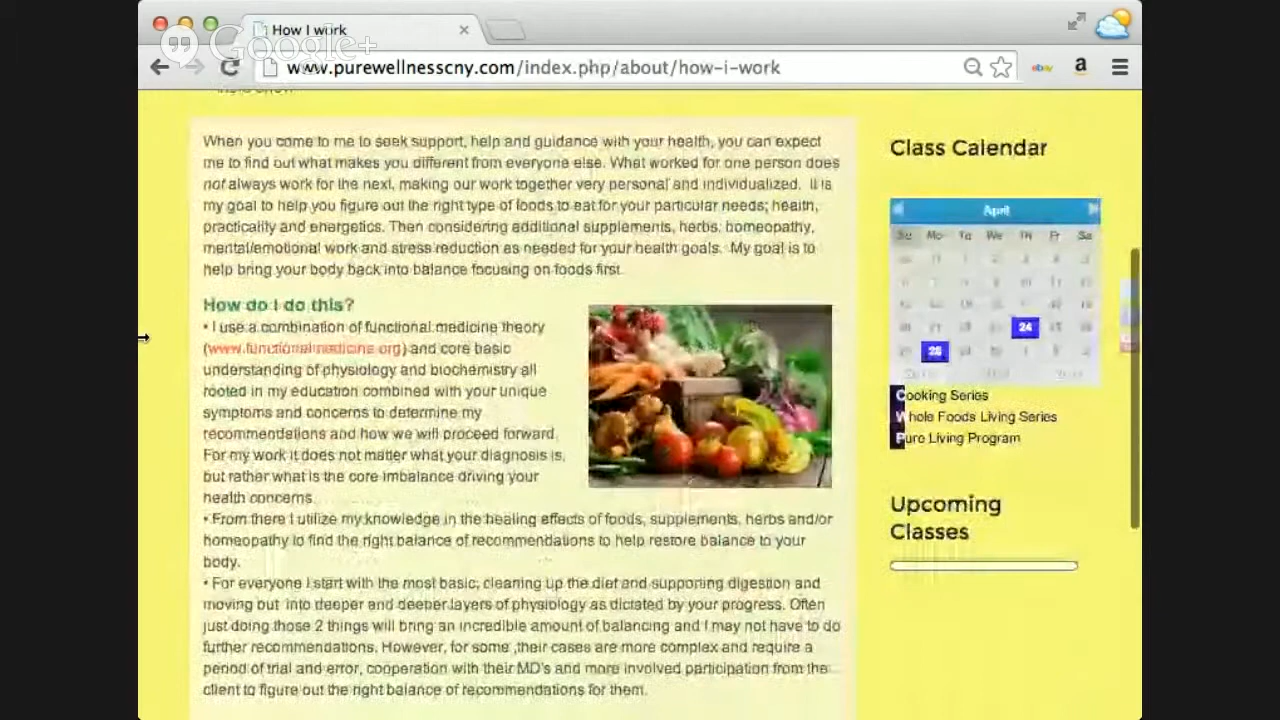 How I work
Google+
www.purewellnesscny.com/index.php/about/how-i-work
ebay
a
When you come to me to seek support, help and guidance with your health, you can expect
me to find out what makes you different from everyone else. What worked for one person does
not always work for the next, making our work together very personal and individualized. It is
my goal to help you figure out the right type of foods to eat for your particular needs; health,
practicality and energetics. Then considering additional supplements, herbs, homeopathy,
mental/emotional work and stress reduction as needed for your health goals. My goal is to
help bring your body back into balance focusing on foods first.
How do I do this?
• I use a combination of functional medicine theory
(www.functionalmedicine.org) and core basic
understanding of physiology and biochemistry all
rooted in my education combined with your unique
symptoms and concerns to determine my
recommendations and how we will proceed forward.
For my work it does not matter what your diagnosis is,
but rather what is the core imbalance driving your
health concerns.
• From there I utilize my knowledge in the healing effects of foods, supplements, herbs and/or
homeopathy to find the right balance of recommendations to help restore balance to your
body.
• For everyone I start with the most basic; cleaning up the diet and supporting digestion and
moving out into deeper and deeper layers of physiology as dictated by your progress. Often
just doing those 2 things will bring an incredible amount of balancing and I may not have to do
further recommendations. However, for some ,their cases are more complex and require a
period of trial and error, cooperation with their MD's and more involved participation from the
client to figure out the right balance of recommendations for them.
Class Calendar
April
Su Mo Tu We Th Fr Sa
24
Cooking Series
Whole Foods Living Series
Pure Living Program
Upcoming
Classes